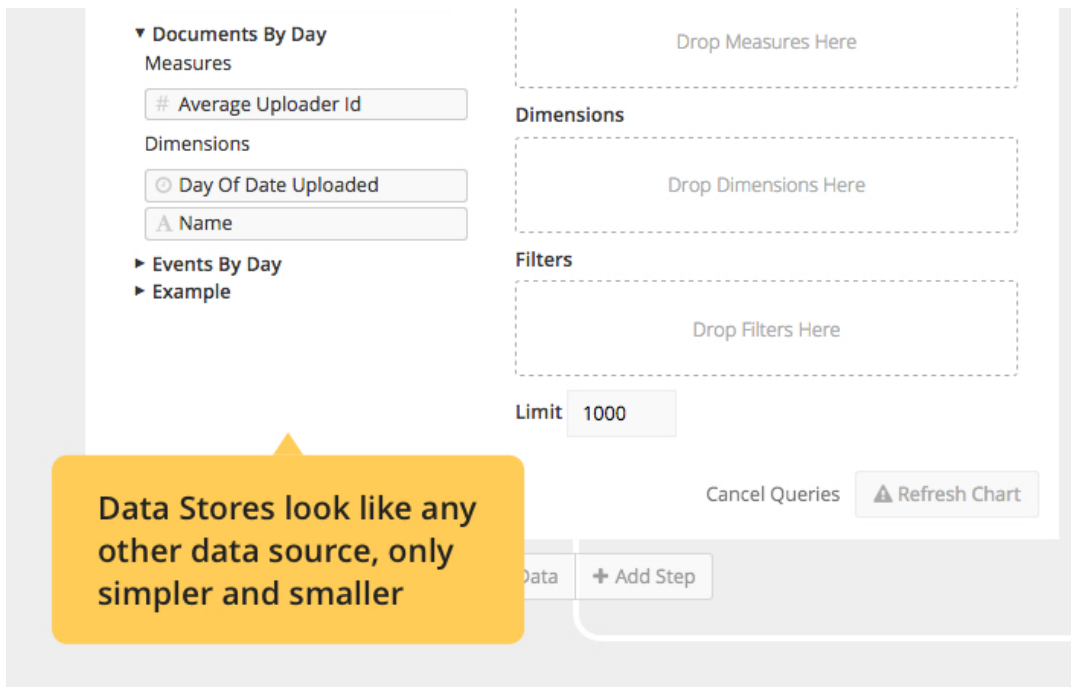 ▾ Documents By Day
Measures
# Average Uploader Id
Dimensions
Day Of Date Uploaded
A Name
▸ Events By Day
▸ Example
Drop Measures Here
Dimensions
Drop Dimensions Here
Filters
Drop Filters Here
Limit 1000
Cancel Queries Refresh Chart
Data + Add Step
Data Stores look like any
other data source, only
simpler and smaller